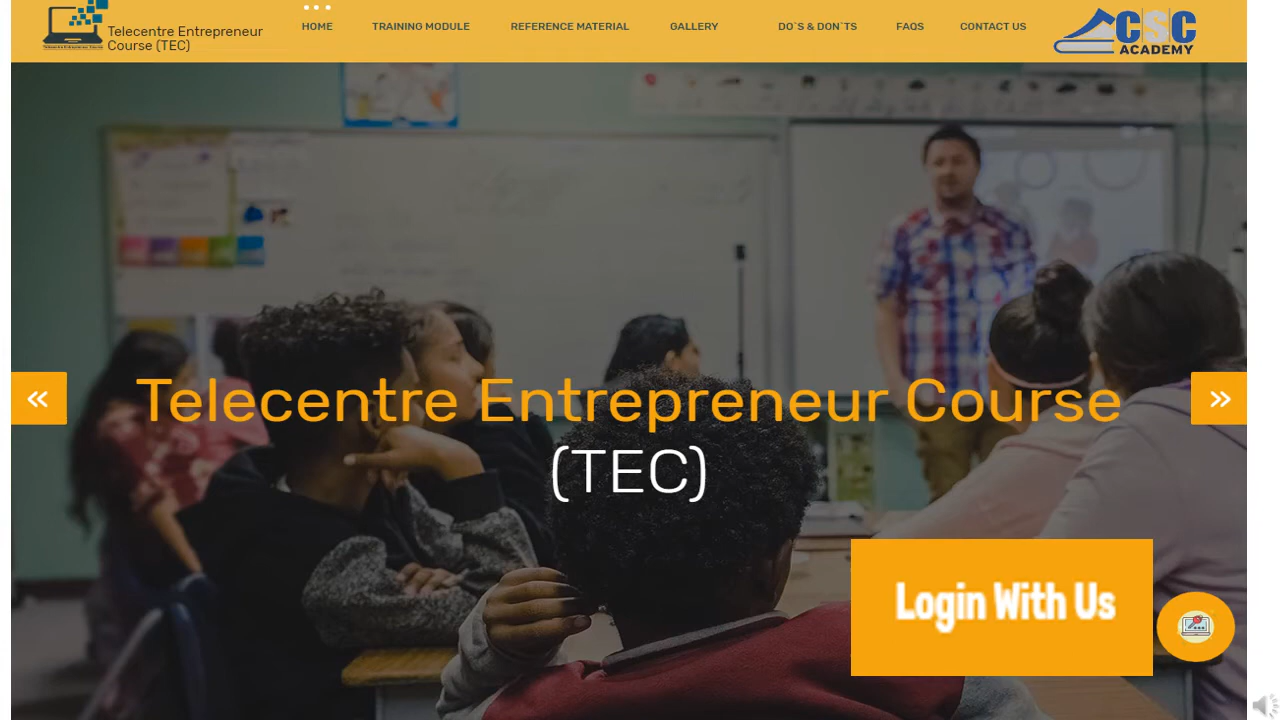 Telecentre Entrepreneur
Course (TEC)
HOME
TRAINING MODULE
REFERENCE MATERIAL
GALLERY
DO`S & DON`TS
FAQS
CONTACT US
CSC
ACADEMY
Telecentre Entrepreneur Course
(TEC)
Login With Us